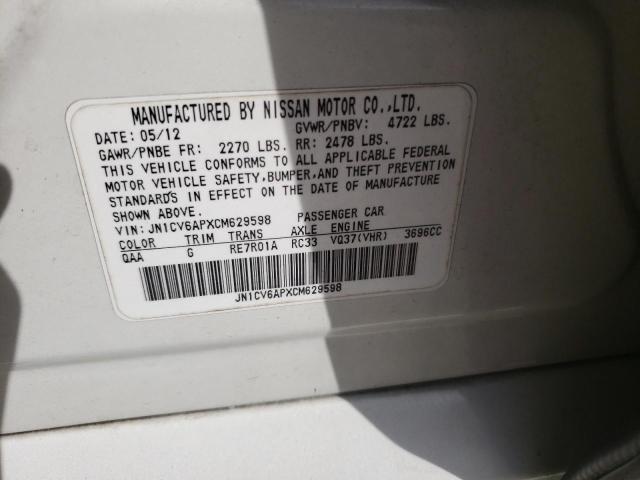 MANUFACTURED BY NISSAN MOTOR CO.,LTD.
DATE: 05/12 GVWR/PNBV: 4722 LBS.
GAWR/PNBE FR: 2270 LBS. RR: 2478 LBS.
THIS VEHICLE CONFORMS TO ALL APPLICABLE FEDERAL
MOTOR VEHICLE SAFETY,BUMPER,AND THEFT PREVENTION
STANDARDS IN EFFECT ON THE DATE OF MANUFACTURE
SHOWN ABOVE.
VIN: JN1CV6APXCM629598 PASSENGER CAR
COLOR TRIM TRANS AXLE ENGINE
QAA G RE7R01A RC33 VQ37(VHR) 3696CC
JN1CV6APXCM629598